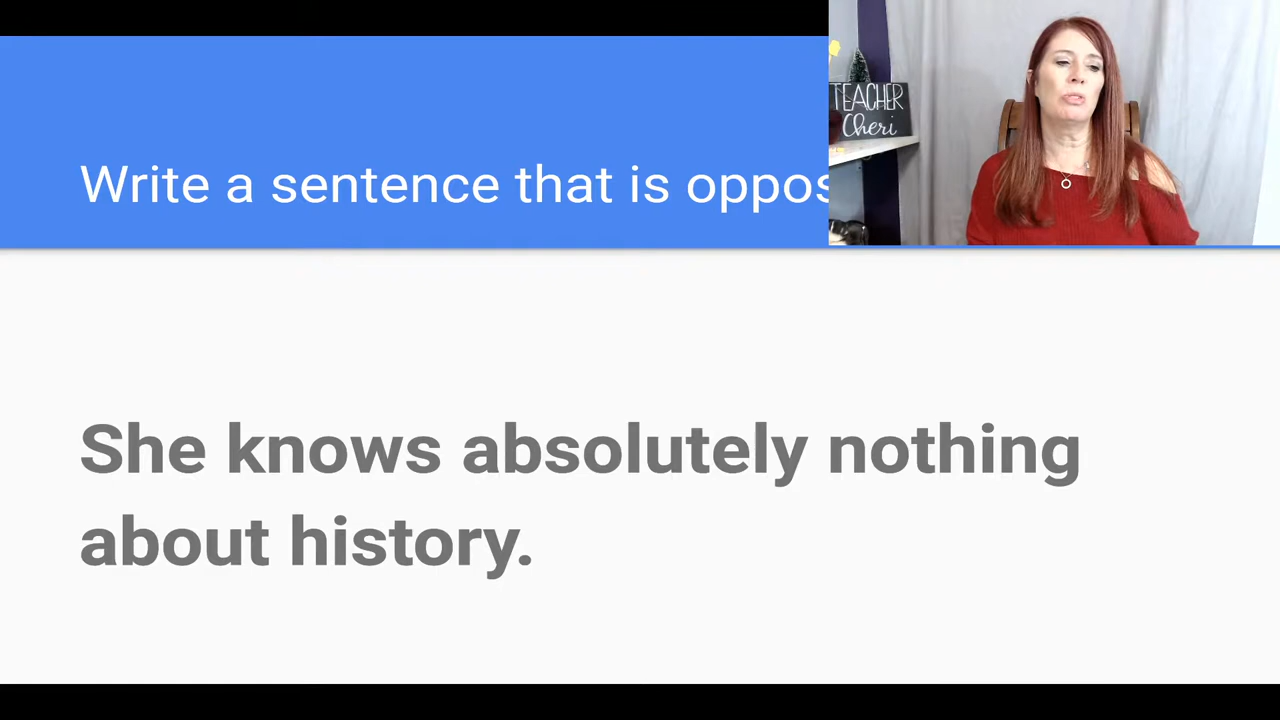 Write a sentence that is oppos
TEACHER
Cheri
She knows absolutely nothing
about history.